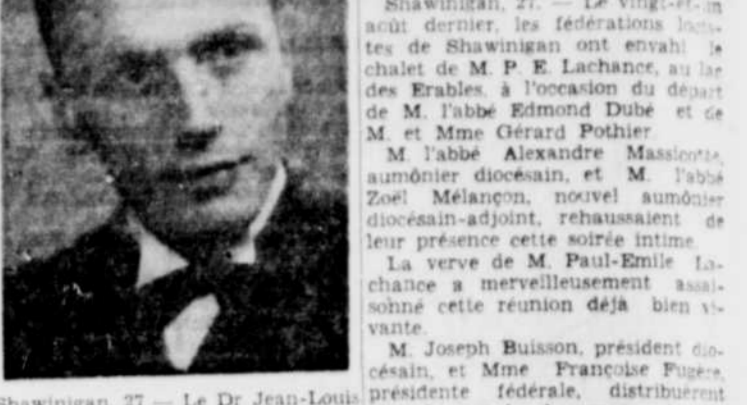 Shawinigan, 27. — Le vingt-et-un
août dernier, les fédérations
tes de Shawinigan ont envahi le
chalet de M. P. E. Lachance, au lac
des Erables, à l'occasion du départ
de M. l'abbé Edmond Dubé et de
M. et Mme Gérard Pothier.
M. l'abbé Alexandre Massicotte,
aumônier diocésain, et M. l'abbé
Zoël Mélançon, nouvel aumônier
diocésain-adjoint, rehaussaient de
leur présence cette soirée intime.
La verve de M. Paul-Emile La-
chance a merveilleusement assai-
sonné cette réunion déjà bien vi-
vante.
M. Joseph Buisson, président dio-
césain, et Mme Françoise Fugère,
présidente fédérale, distribuèrent
Shawinigan, 27 — Le Dr Jean-Louis